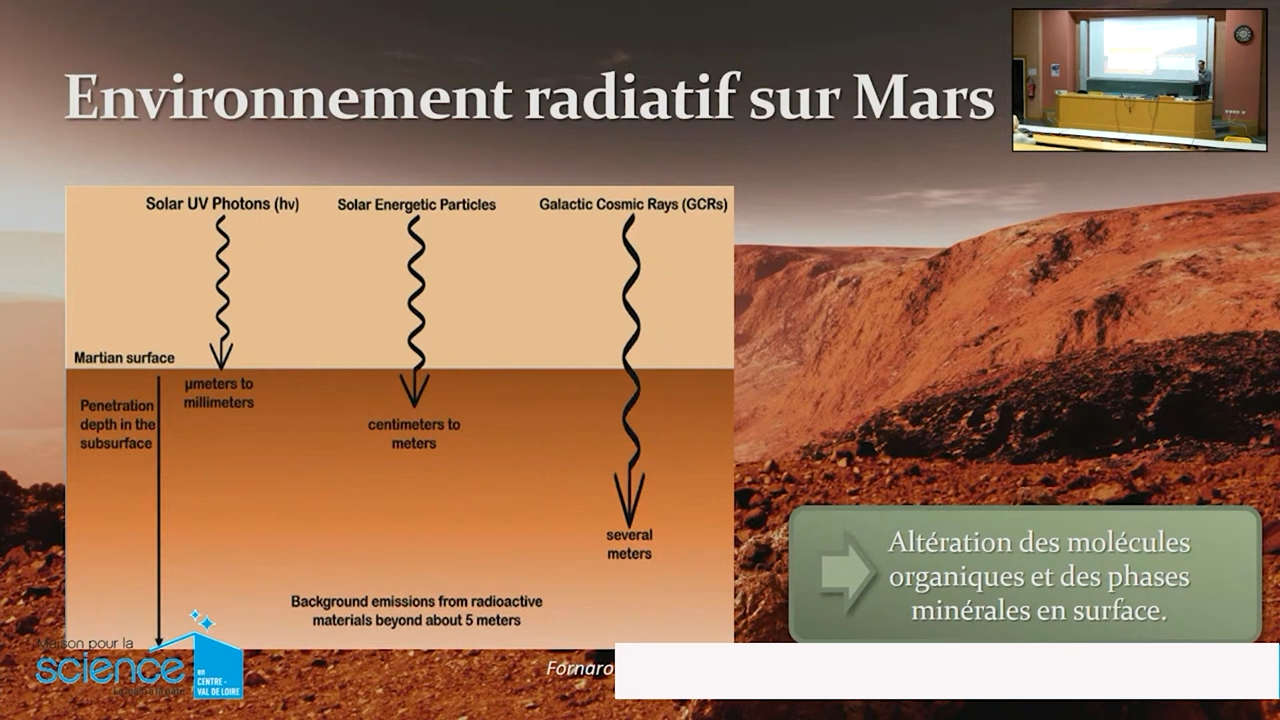 Environnement radiatif sur Mars
Solar UV Photons (hν)
Solar Energetic Particles
Galactic Cosmic Rays (GCRs)
Martian surface
µmeters to
millimeters
Penetration
depth in the
subsurface
centimeters to
meters
several
meters
Background emissions from radioactive
materials beyond about 5 meters
Altération des molécules
organiques et des phases
minérales en surface.
Maison pour la
science
en
CENTRE -
VAL DE LOIRE
Fornaro